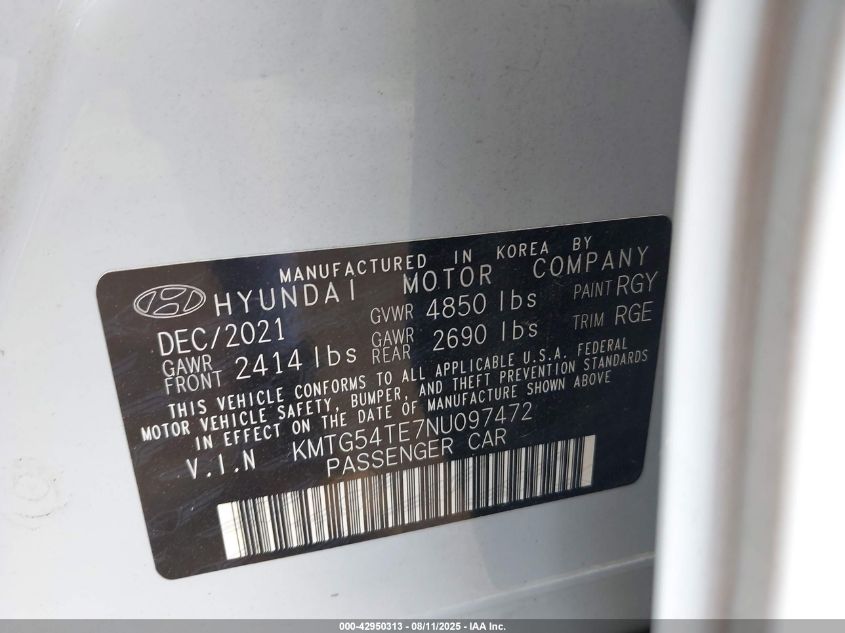 MANUFACTURED IN KOREA BY
HYUNDAI MOTOR COMPANY
DEC/2021 GVWR 4850 lbs PAINT RGY
GAWR FRONT 2414 lbs GAWR REAR 2690 lbs TRIM RGE
THIS VEHICLE CONFORMS TO ALL APPLICABLE U.S.A. FEDERAL
MOTOR VEHICLE SAFETY, BUMPER, AND THEFT PREVENTION STANDARDS
IN EFFECT ON THE DATE OF MANUFACTURE SHOWN ABOVE
V.I.N KMTG54TE7NU097472
PASSENGER CAR
000-42950313 - 08/11/2025 - IAA Inc.